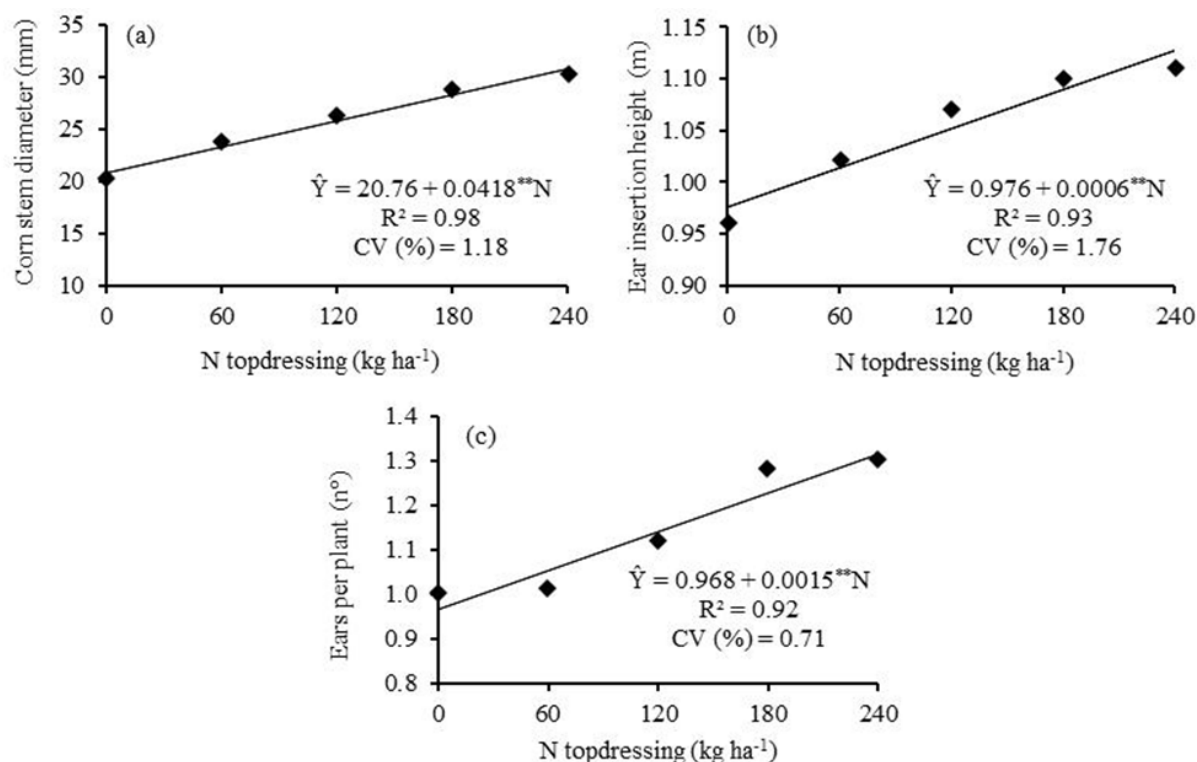 (a)
Corn stem diameter (mm)
35
30
25
20
15
10
Ŷ = 20.76 + 0.0418**N
R² = 0.98
CV (%) = 1.18
0 60 120 180 240
N topdressing (kg ha⁻¹)
(b)
Ear insertion height (m)
1.15
1.10
1.05
1.00
0.95
0.90
Ŷ = 0.976 + 0.0006**N
R² = 0.93
CV (%) = 1.76
0 60 120 180 240
N topdressing (kg ha⁻¹)
(c)
Ears per plant (n°)
1.4
1.3
1.2
1.1
1.0
0.9
0.8
Ŷ = 0.968 + 0.0015**N
R² = 0.92
CV (%) = 0.71
0 60 120 180 240
N topdressing (kg ha⁻¹)